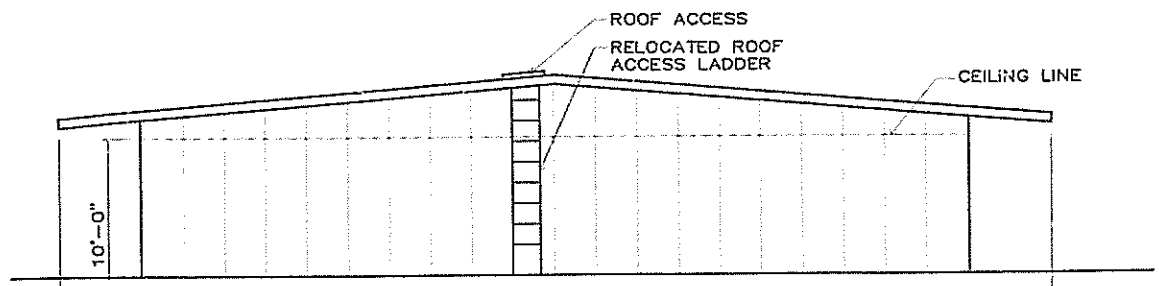 ROOF ACCESS
RELOCATED ROOF
ACCESS LADDER
CEILING LINE
10'-0"